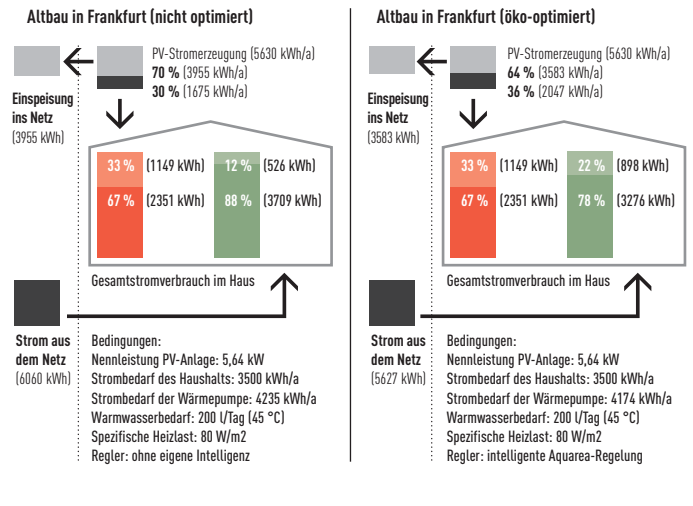 Altbau in Frankfurt (nicht optimiert)
PV-Stromerzeugung (5630 kWh/a)
70 % (3955 kWh/a)
30 % (1675 kWh/a)
Einspeisung
ins Netz
(3955 kWh)
33 % (1149 kWh) 12 % (526 kWh)
67 % (2351 kWh) 88 % (3709 kWh)
Gesamtstromverbrauch im Haus
Strom aus
dem Netz
(6060 kWh)
Bedingungen:
Nennleistung PV-Anlage: 5,64 kW
Strombedarf des Haushalts: 3500 kWh/a
Strombedarf der Wärmepumpe: 4235 kWh/a
Warmwasserbedarf: 200 l/Tag (45 °C)
Spezifische Heizlast: 80 W/m2
Regler: ohne eigene Intelligenz
Altbau in Frankfurt (öko-optimiert)
PV-Stromerzeugung (5630 kWh/a)
64 % (3583 kWh/a)
36 % (2047 kWh/a)
Einspeisung
ins Netz
(3583 kWh)
33 % (1149 kWh) 22 % (898 kWh)
67 % (2351 kWh) 78 % (3276 kWh)
Gesamtstromverbrauch im Haus
Strom aus
dem Netz
(5627 kWh)
Bedingungen:
Nennleistung PV-Anlage: 5,64 kW
Strombedarf des Haushalts: 3500 kWh/a
Strombedarf der Wärmepumpe: 4174 kWh/a
Warmwasserbedarf: 200 l/Tag (45 °C)
Spezifische Heizlast: 80 W/m2
Regler: intelligente Aquarea-Regelung